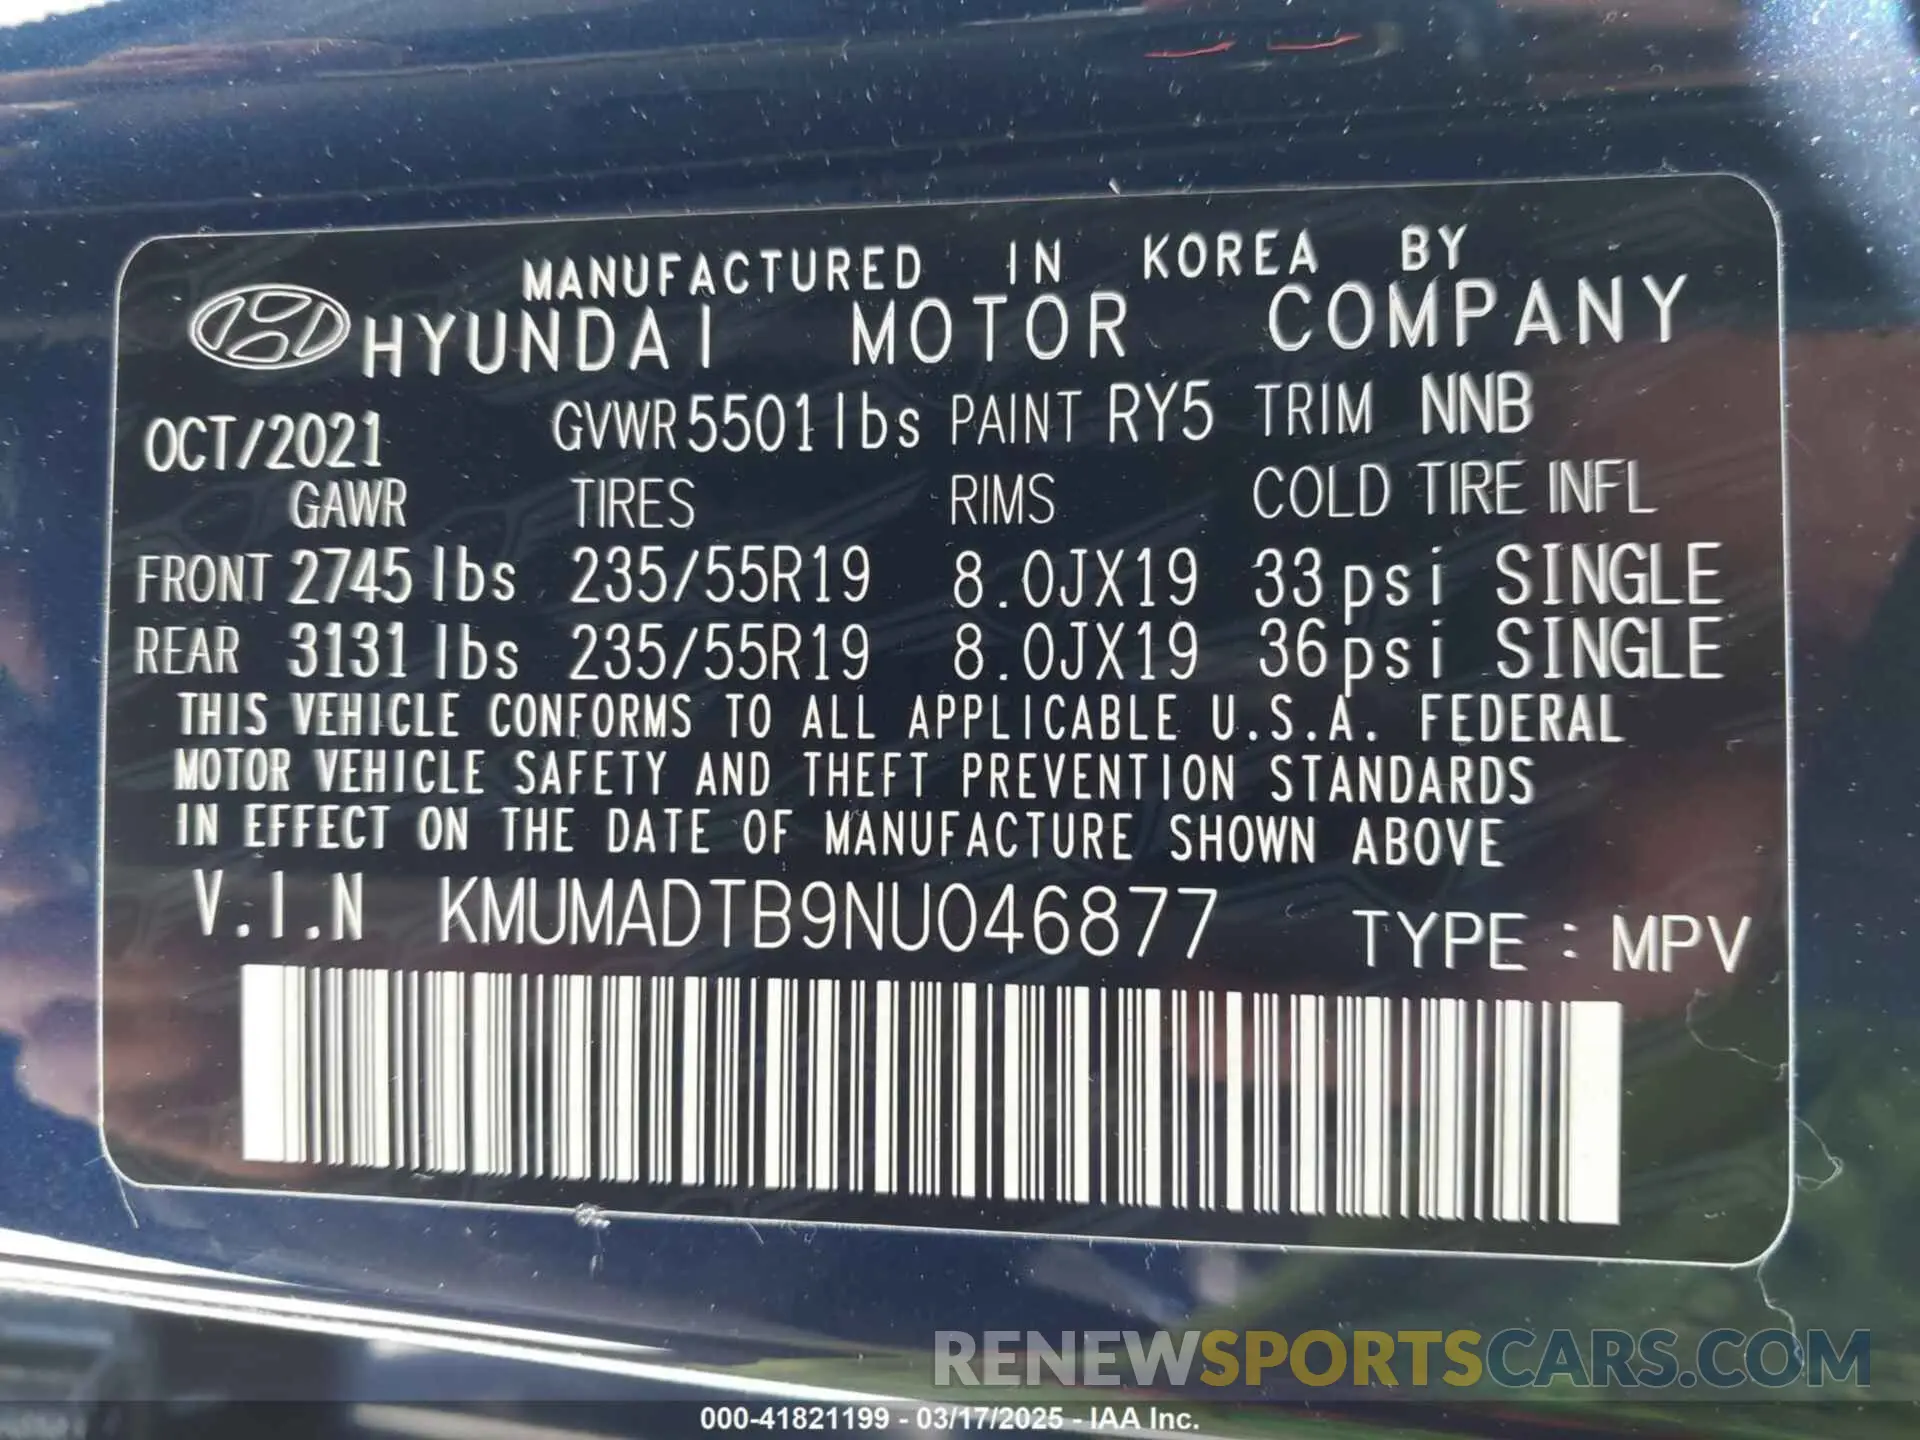 MANUFACTURED IN KOREA BY
HYUNDAI MOTOR COMPANY
OCT/2021 GVWR 5501lbs PAINT RY5 TRIM NNB
GAWR TIRES RIMS COLD TIRE INFL
FRONT 2745 lbs 235/55R19 8.0JX19 33psi SINGLE
REAR 3131 lbs 235/55R19 8.0JX19 36psi SINGLE
THIS VEHICLE CONFORMS TO ALL APPLICABLE U.S.A. FEDERAL
MOTOR VEHICLE SAFETY AND THEFT PREVENTION STANDARDS
IN EFFECT ON THE DATE OF MANUFACTURE SHOWN ABOVE
V.I.N KMUMADTB9NU046877 TYPE : MPV
RENEWSPORTSCARS.COM
000-41821199 - 03/17/2025 - IAA Inc.